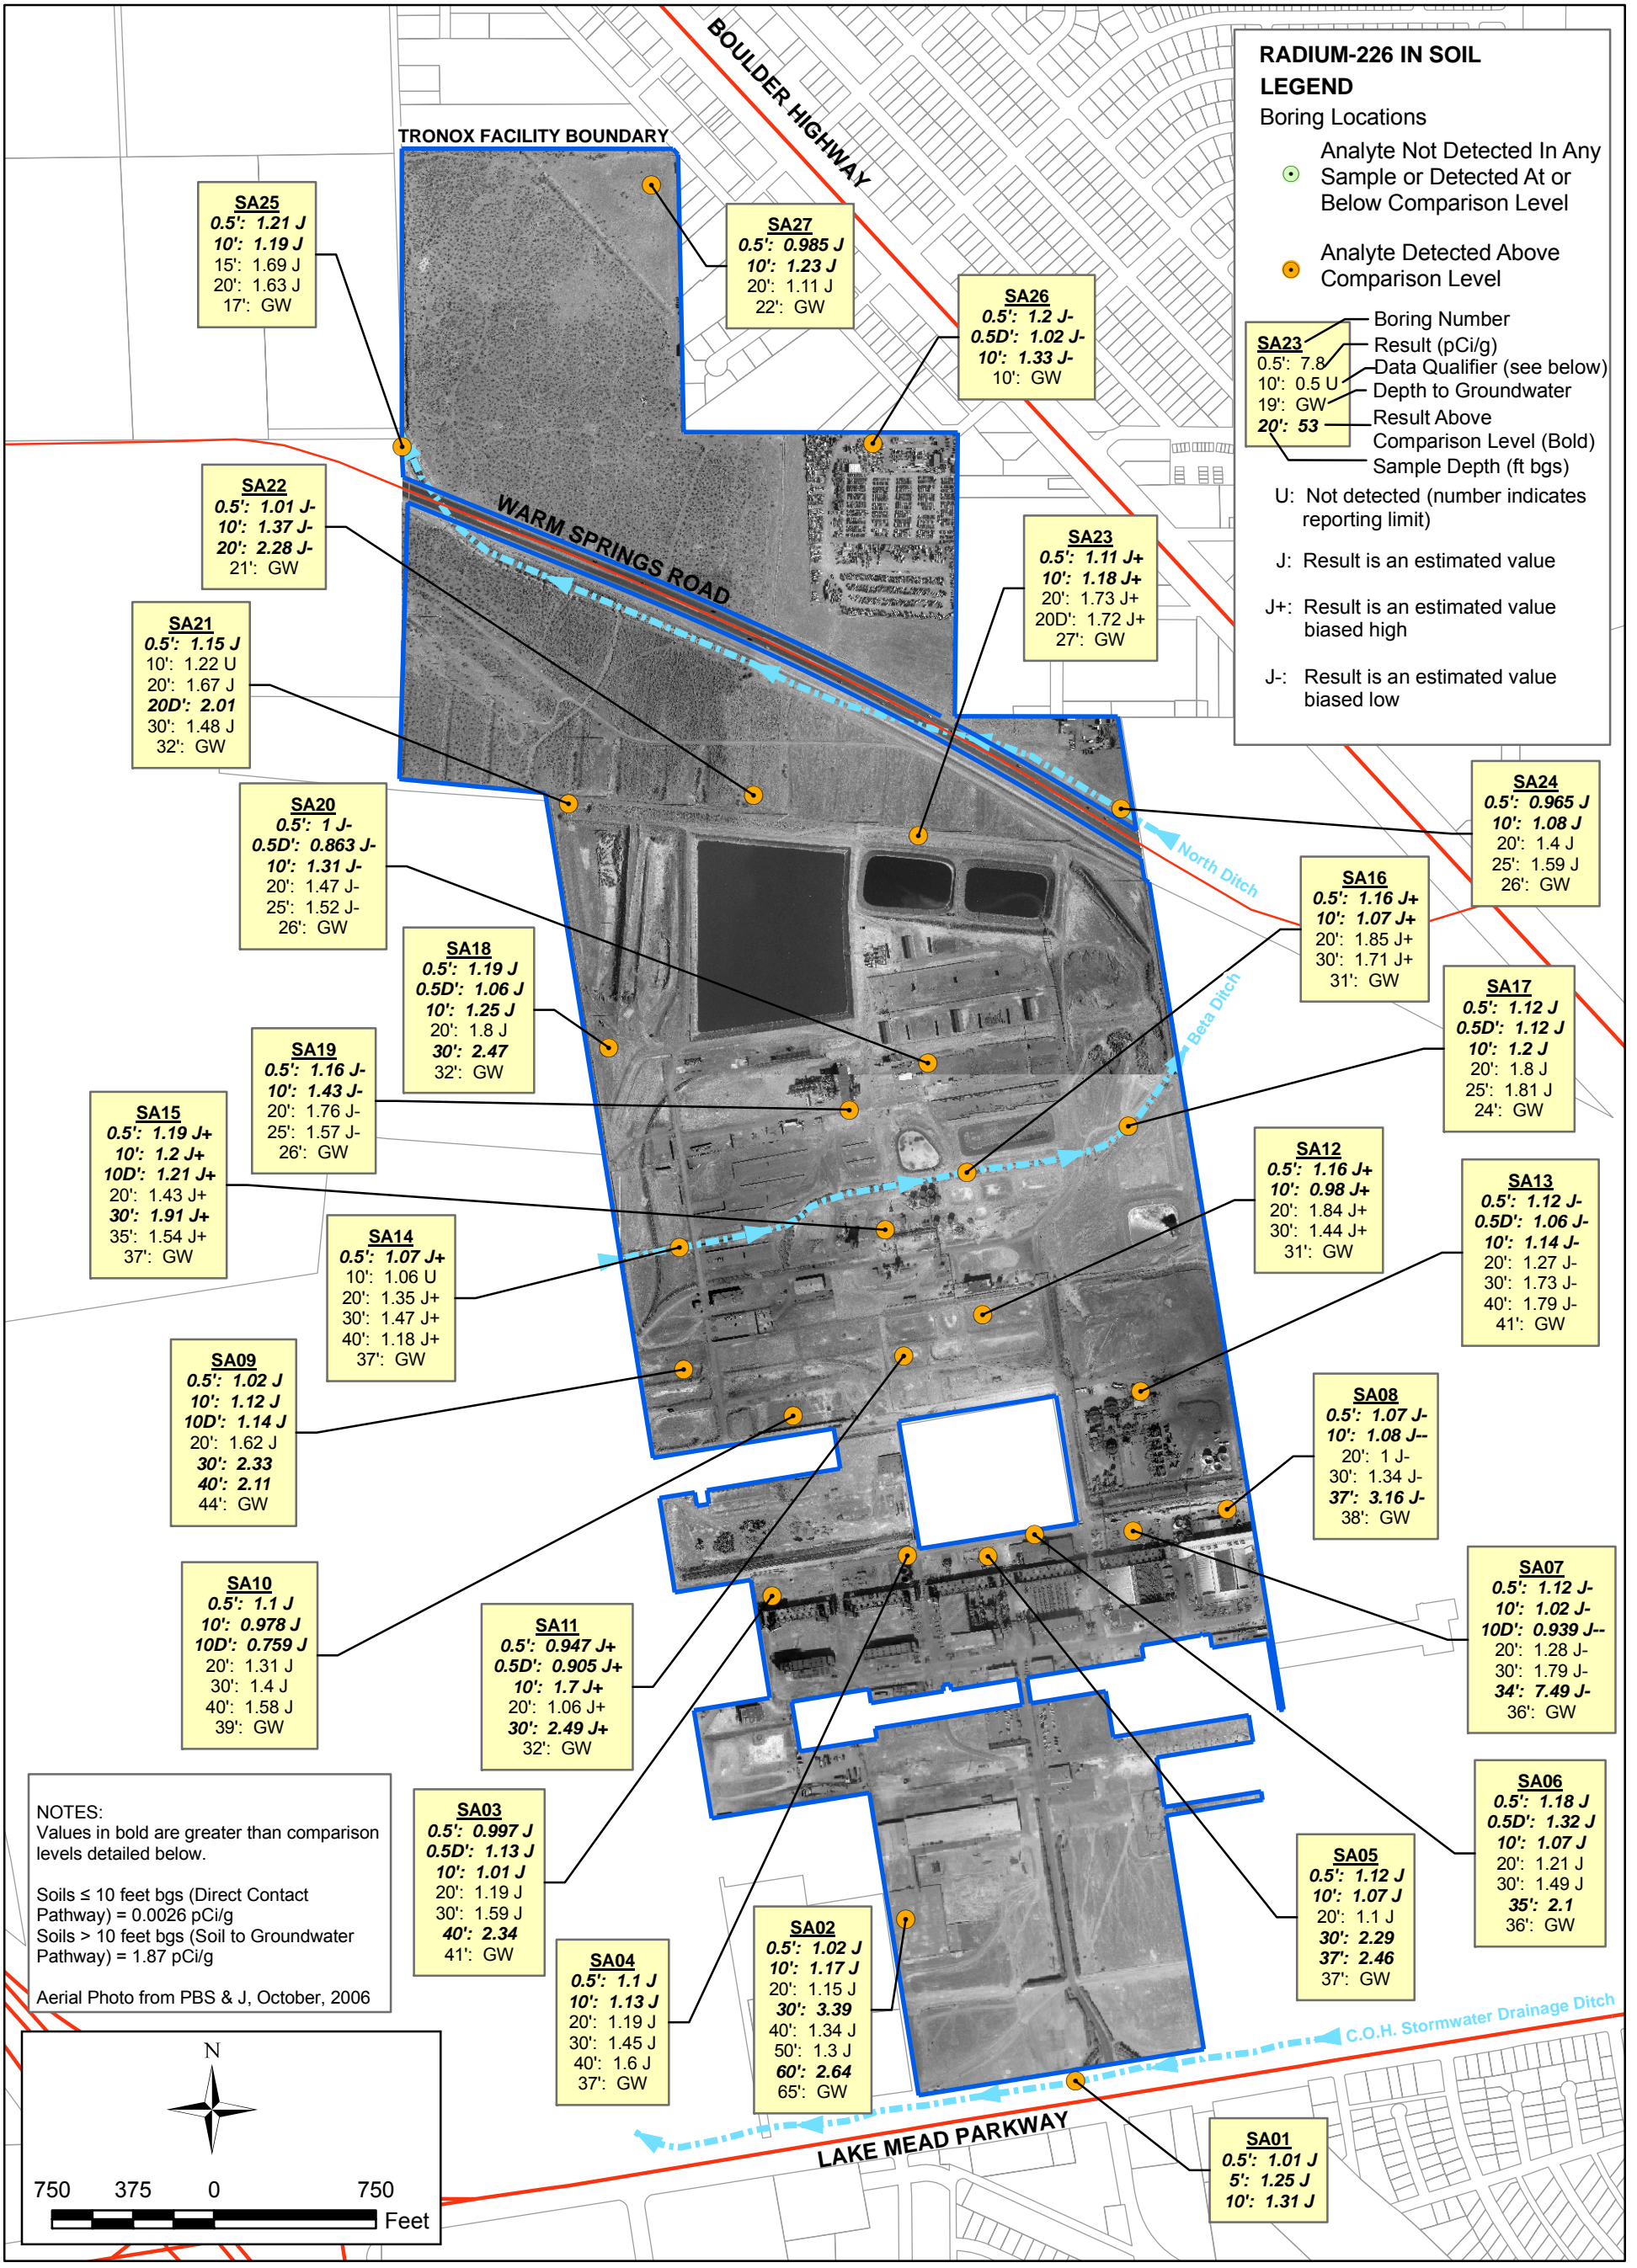 RADIUM-226 IN SOIL
LEGEND
Boring Locations
Analyte Not Detected In Any
Sample or Detected At or
Below Comparison Level
Analyte Detected Above
Comparison Level
Boring Number
Result (pCi/g)
Data Qualifier (see below)
Depth to Groundwater
Result Above
Comparison Level (Bold)
Sample Depth (ft bgs)
SA23
0.5': 7.8
10': 0.5 U
19': GW
20': 53
U: Not detected (number indicates
reporting limit)
J: Result is an estimated value
J+: Result is an estimated value
biased high
J-: Result is an estimated value
biased low
BOULDER HIGHWAY
TRONOX FACILITY BOUNDARY
SA25
0.5': 1.21 J
10': 1.19 J
15': 1.69 J
20': 1.63 J
17': GW
SA27
0.5': 0.985 J
10': 1.23 J
20': 1.11 J
22': GW
SA26
0.5': 1.2 J-
0.5D': 1.02 J-
10': 1.33 J-
10': GW
SA22
0.5': 1.01 J-
10': 1.37 J-
20': 2.28 J-
21': GW
WARM SPRINGS ROAD
SA23
0.5': 1.11 J+
10': 1.18 J+
20': 1.73 J+
20D': 1.72 J+
27': GW
SA21
0.5': 1.15 J
10': 1.22 U
20': 1.67 J
20D': 2.01
30': 1.48 J
32': GW
SA24
0.5': 0.965 J
10': 1.08 J
20': 1.4 J
25': 1.59 J
26': GW
North Ditch
SA20
0.5': 1 J-
0.5D': 0.863 J-
10': 1.31 J-
20': 1.47 J-
25': 1.52 J-
26': GW
SA16
0.5': 1.16 J+
10': 1.07 J+
20': 1.85 J+
30': 1.71 J+
31': GW
SA18
0.5': 1.19 J
0.5D': 1.06 J
10': 1.25 J
20': 1.8 J
30': 2.47
32': GW
Beta Ditch
SA17
0.5': 1.12 J
0.5D': 1.12 J
10': 1.2 J
20': 1.8 J
25': 1.81 J
24': GW
SA19
0.5': 1.16 J-
10': 1.43 J-
20': 1.76 J-
25': 1.57 J-
26': GW
SA15
0.5': 1.19 J+
10': 1.2 J+
10D': 1.21 J+
20': 1.43 J+
30': 1.91 J+
35': 1.54 J+
37': GW
SA12
0.5': 1.16 J+
10': 0.98 J+
20': 1.84 J+
30': 1.44 J+
31': GW
SA13
0.5': 1.12 J-
0.5D': 1.06 J-
10': 1.14 J-
20': 1.27 J-
30': 1.73 J-
40': 1.79 J-
41': GW
SA14
0.5': 1.07 J+
10': 1.06 U
20': 1.35 J+
30': 1.47 J+
40': 1.18 J+
37': GW
SA09
0.5': 1.02 J
10': 1.12 J
10D': 1.14 J
20': 1.62 J
30': 2.33
40': 2.11
44': GW
SA08
0.5': 1.07 J-
10': 1.08 J--
20': 1 J-
30': 1.34 J-
37': 3.16 J-
38': GW
SA10
0.5': 1.1 J
10': 0.978 J
10D': 0.759 J
20': 1.31 J
30': 1.4 J
40': 1.58 J
39': GW
SA07
0.5': 1.12 J-
10': 1.02 J-
10D': 0.939 J--
20': 1.28 J-
30': 1.79 J-
34': 7.49 J-
36': GW
SA11
0.5': 0.947 J+
0.5D': 0.905 J+
10': 1.7 J+
20': 1.06 J+
30': 2.49 J+
32': GW
SA06
0.5': 1.18 J
0.5D': 1.32 J
10': 1.07 J
20': 1.21 J
30': 1.49 J
35': 2.1
36': GW
SA03
0.5': 0.997 J
0.5D': 1.13 J
10': 1.01 J
20': 1.19 J
30': 1.59 J
40': 2.34
41': GW
SA05
0.5': 1.12 J
10': 1.07 J
20': 1.1 J
30': 2.29
37': 2.46
37': GW
SA02
0.5': 1.02 J
10': 1.17 J
20': 1.15 J
30': 3.39
40': 1.34 J
50': 1.3 J
60': 2.64
65': GW
SA04
0.5': 1.1 J
10': 1.13 J
20': 1.19 J
30': 1.45 J
40': 1.6 J
37': GW
NOTES:
Values in bold are greater than comparison
levels detailed below.
Soils ≤ 10 feet bgs (Direct Contact
Pathway) = 0.0026 pCi/g
Soils > 10 feet bgs (Soil to Groundwater
Pathway) = 1.87 pCi/g
Aerial Photo from PBS & J, October, 2006
C.O.H. Stormwater Drainage Ditch
LAKE MEAD PARKWAY
SA01
0.5': 1.01 J
5': 1.25 J
10': 1.31 J
N
750 375 0 750
Feet